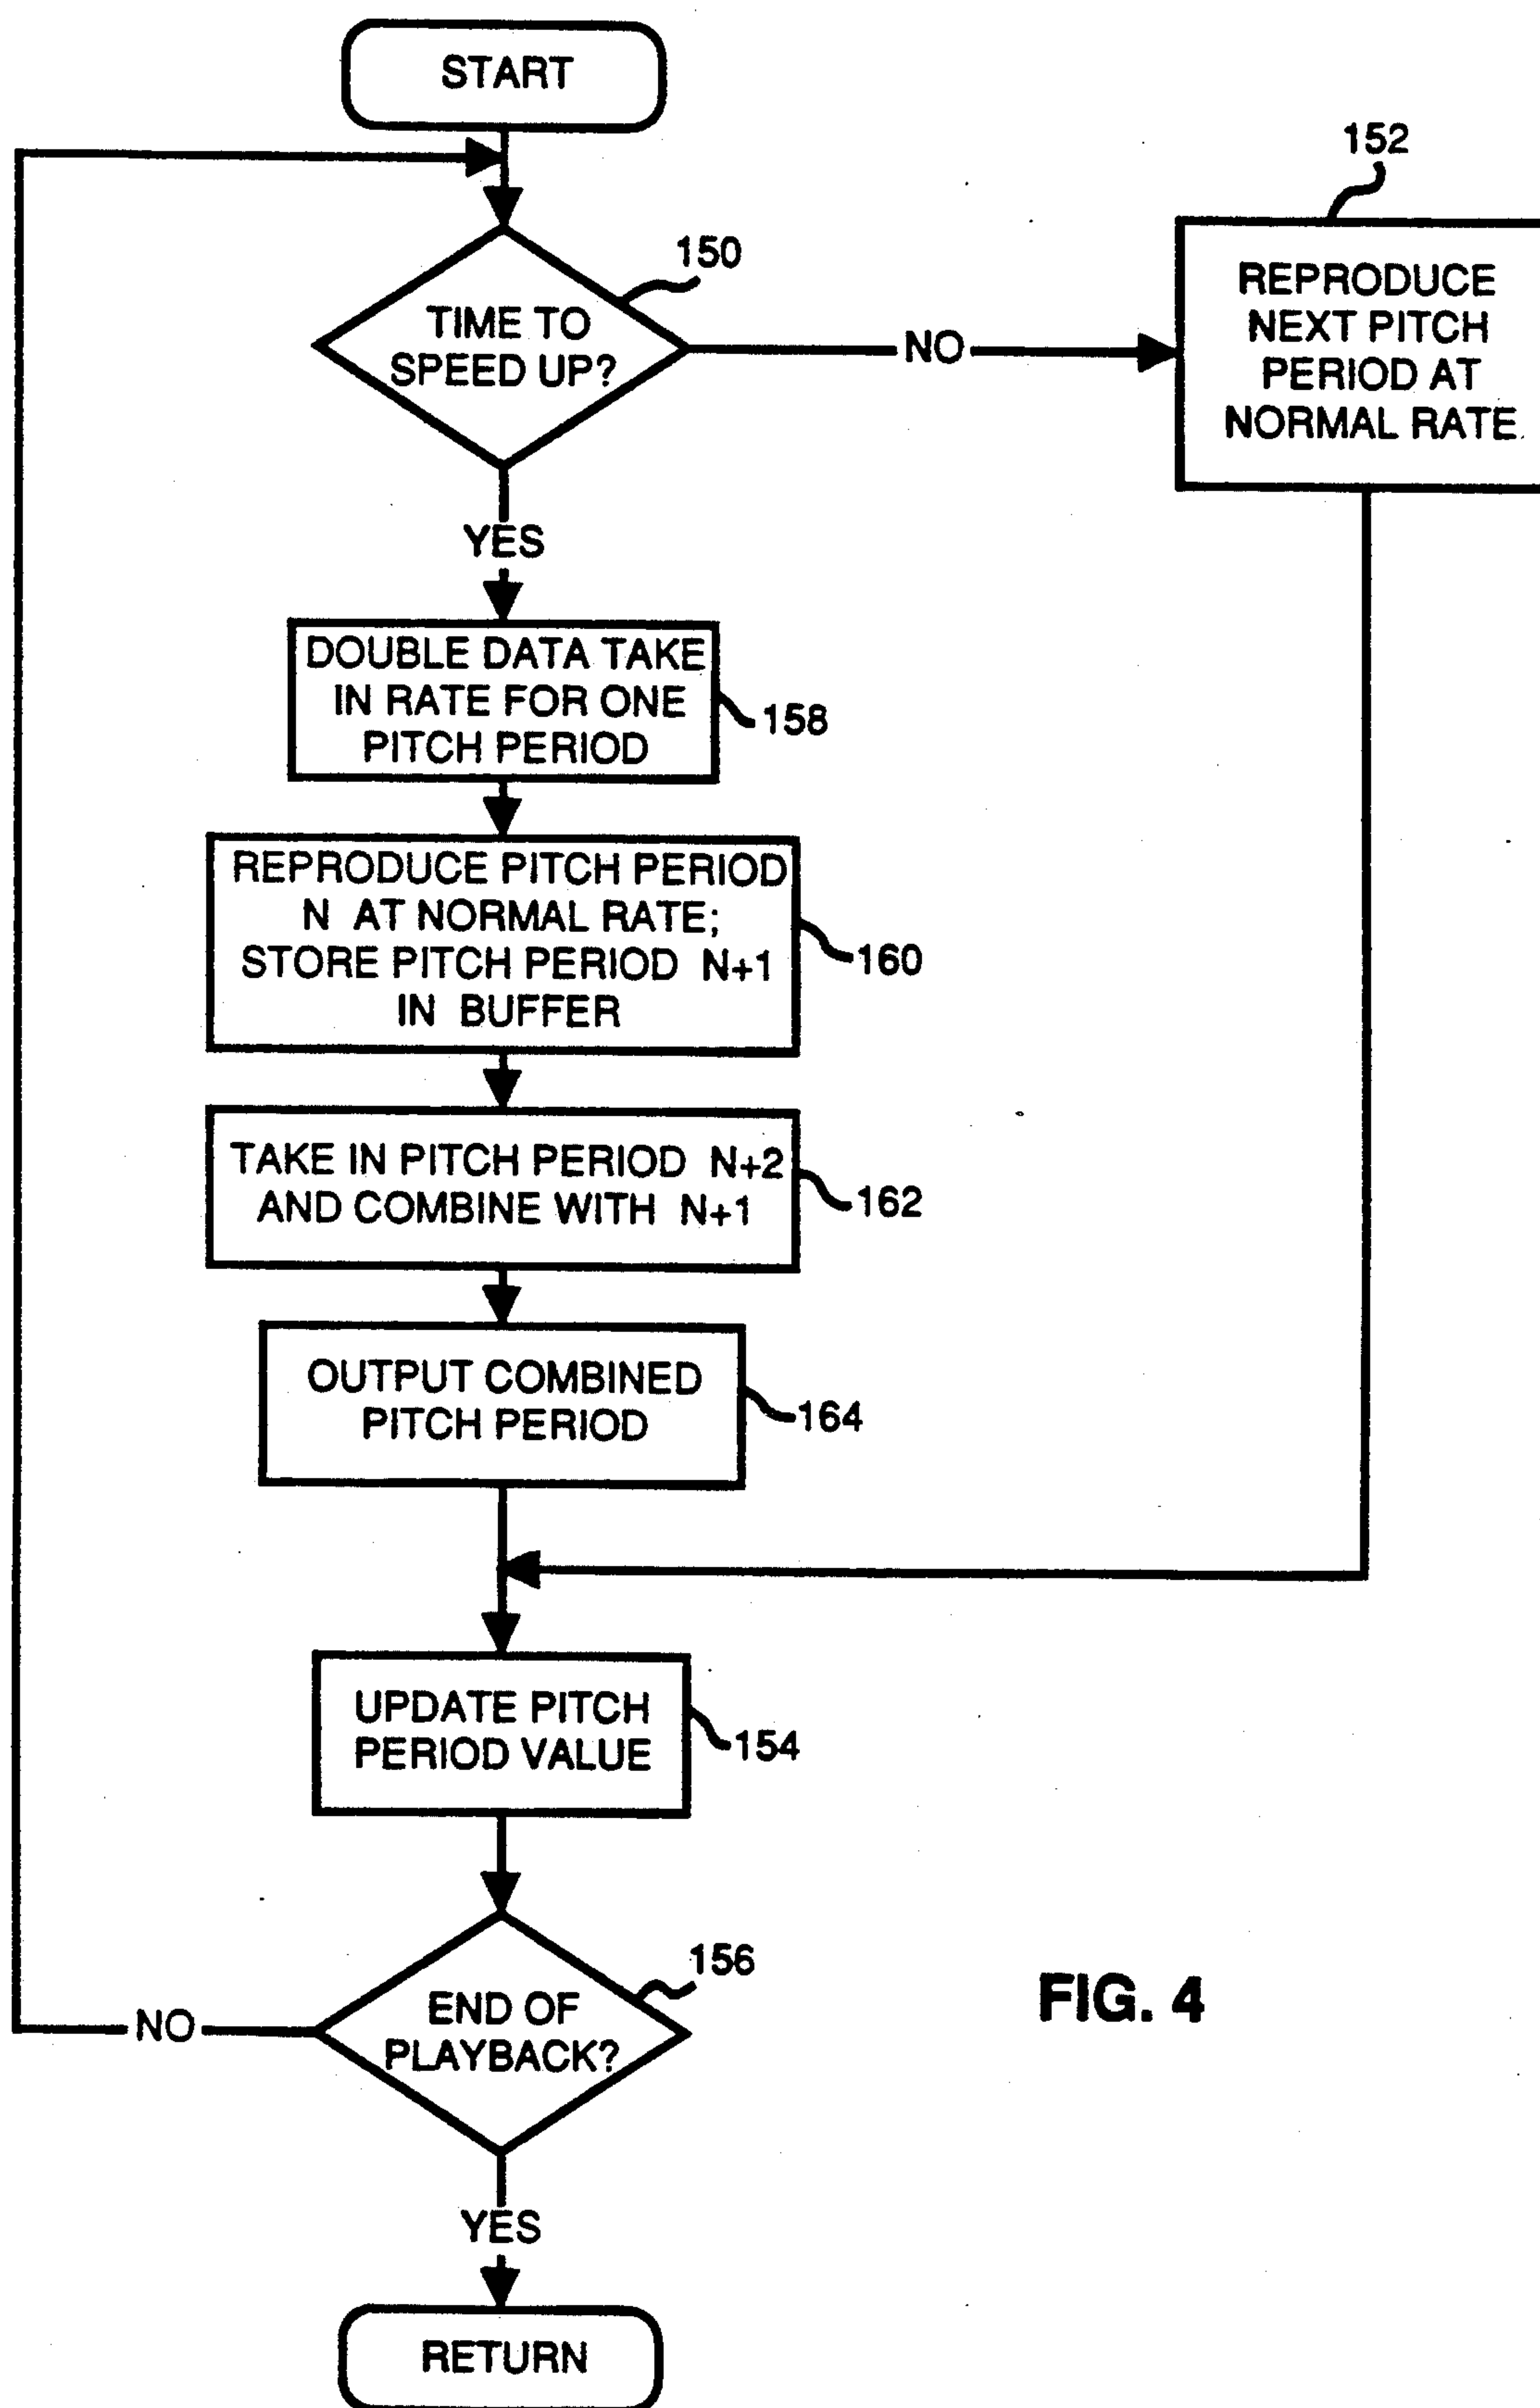 START
152
150
REPRODUCE
NEXT PITCH
PERIOD AT
NORMAL RATE
TIME TO
SPEED UP?
NO
YES
DOUBLE DATA TAKE
IN RATE FOR ONE
PITCH PERIOD
158
REPRODUCE PITCH PERIOD
N AT NORMAL RATE;
STORE PITCH PERIOD N+1
IN BUFFER
160
TAKE IN PITCH PERIOD N+2
AND COMBINE WITH N+1
162
OUTPUT COMBINED
PITCH PERIOD
164
UPDATE PITCH
PERIOD VALUE
154
156
END OF
PLAYBACK?
NO
FIG. 4
YES
RETURN